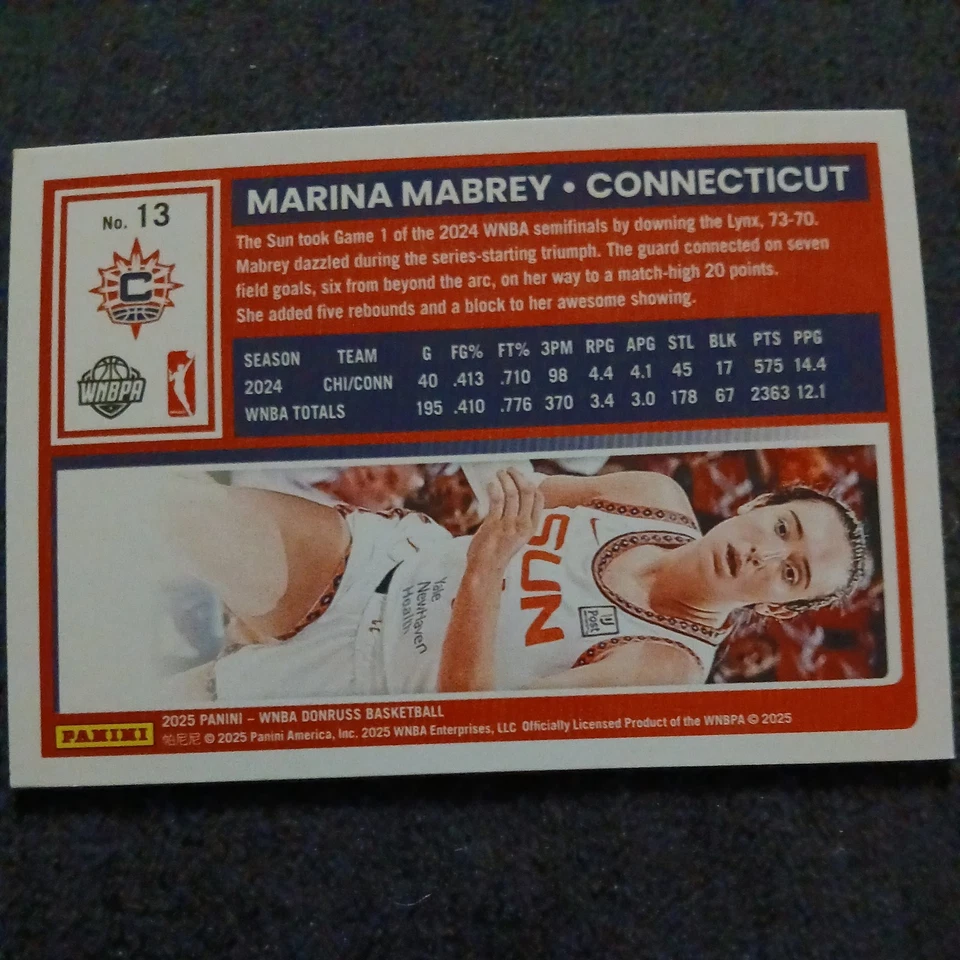 MARINA MABREY • CONNECTICUT
No. 13
The Sun took Game 1 of the 2024 WNBA semifinals by downing the Lynx, 73-70.
Mabrey dazzled during the series-starting triumph. The guard connected on seven
field goals, six from beyond the arc, on her way to a match-high 20 points.
She added five rebounds and a block to her awesome showing.
C
WNBPA
SEASON TEAM G FG% FT% 3PM RPG APG STL BLK PTS PPG
2024 CHI/CONN 40 .413 .710 98 4.4 4.1 45 17 575 14.4
WNBA TOTALS 195 .410 .776 370 3.4 3.0 178 67 2363 12.1
SUN
Post
Yale
NewHaven
Health
PANINI
2025 PANINI – WNBA DONRUSS BASKETBALL
帕尼尼 © 2025 Panini America, Inc. 2025 WNBA Enterprises, LLC Officially Licensed Product of the WNBPA © 2025